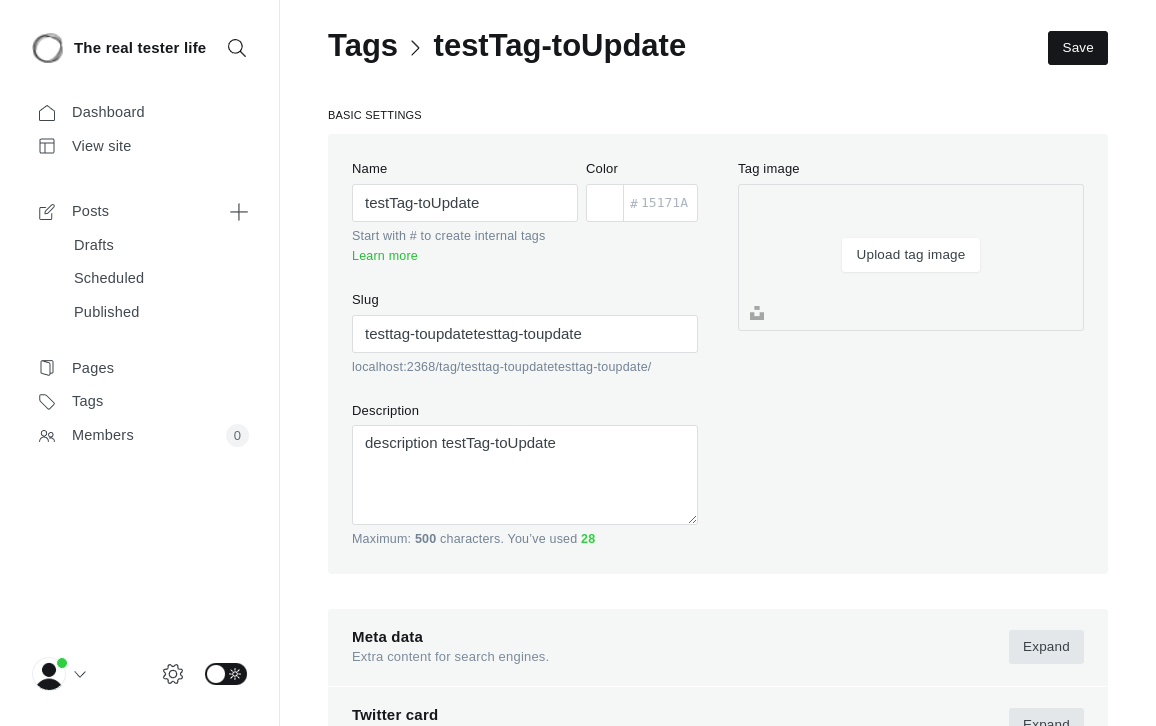 The real tester life
Dashboard
View site
Posts
Drafts
Scheduled
Published
Pages
Tags
Members 0
Tags testTag-toUpdate
Save
BASIC SETTINGS
Name
testTag-toUpdate
Color
# 15171A
Start with # to create internal tags
Learn more
Slug
testtag-toupdatetesttag-toupdate
localhost:2368/tag/testtag-toupdatetesttag-toupdate/
Description
description testTag-toUpdate
Maximum: 500 characters. You’ve used 28
Tag image
Upload tag image
Meta data
Extra content for search engines.
Expand
Twitter card
Expand